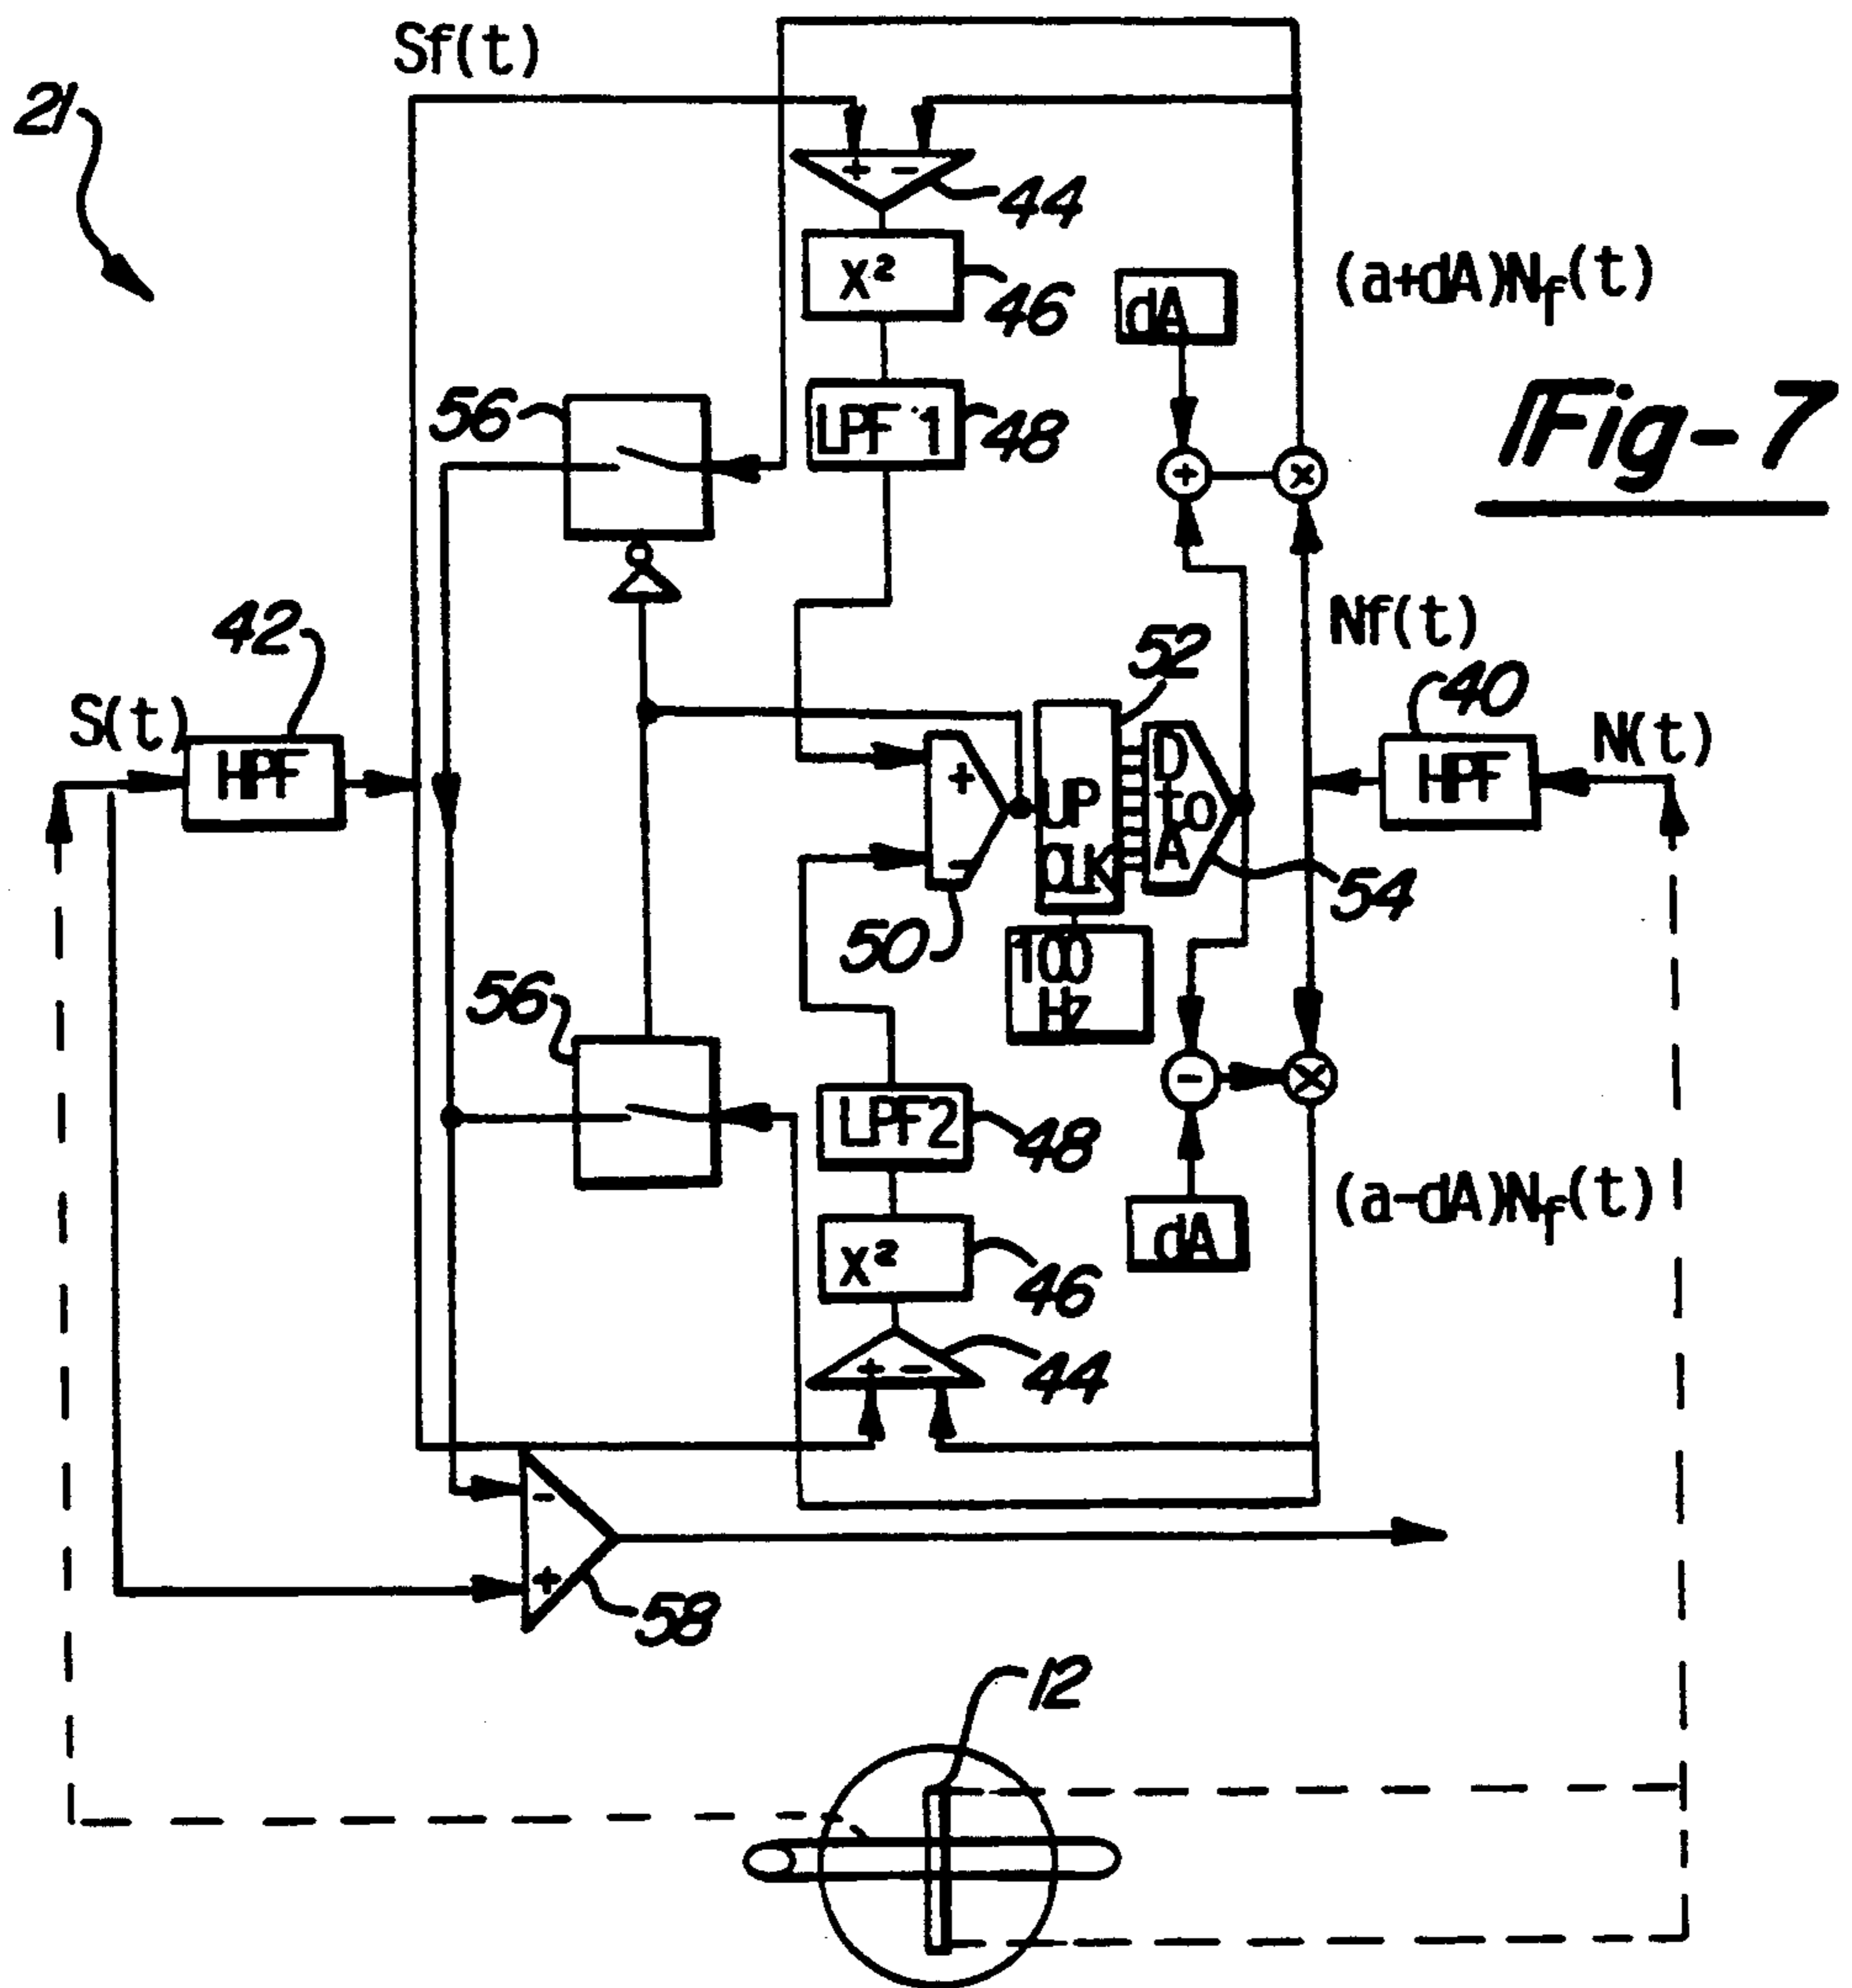 Sf(t)
21
+ -
44
X²
46
dA
(a+dA)Nf(t)
56
LPF 1
48
Fig-7
+
x
42
Nf(t)
52
40
S(t)
HPF
+
-
UP
CLK
D
to
A
HPF
N(t)
50
54
100
Hz
56
-
x
LPF2
48
(a-dA)Nf(t)
dA
X²
46
+ -
44
-
+
58
12